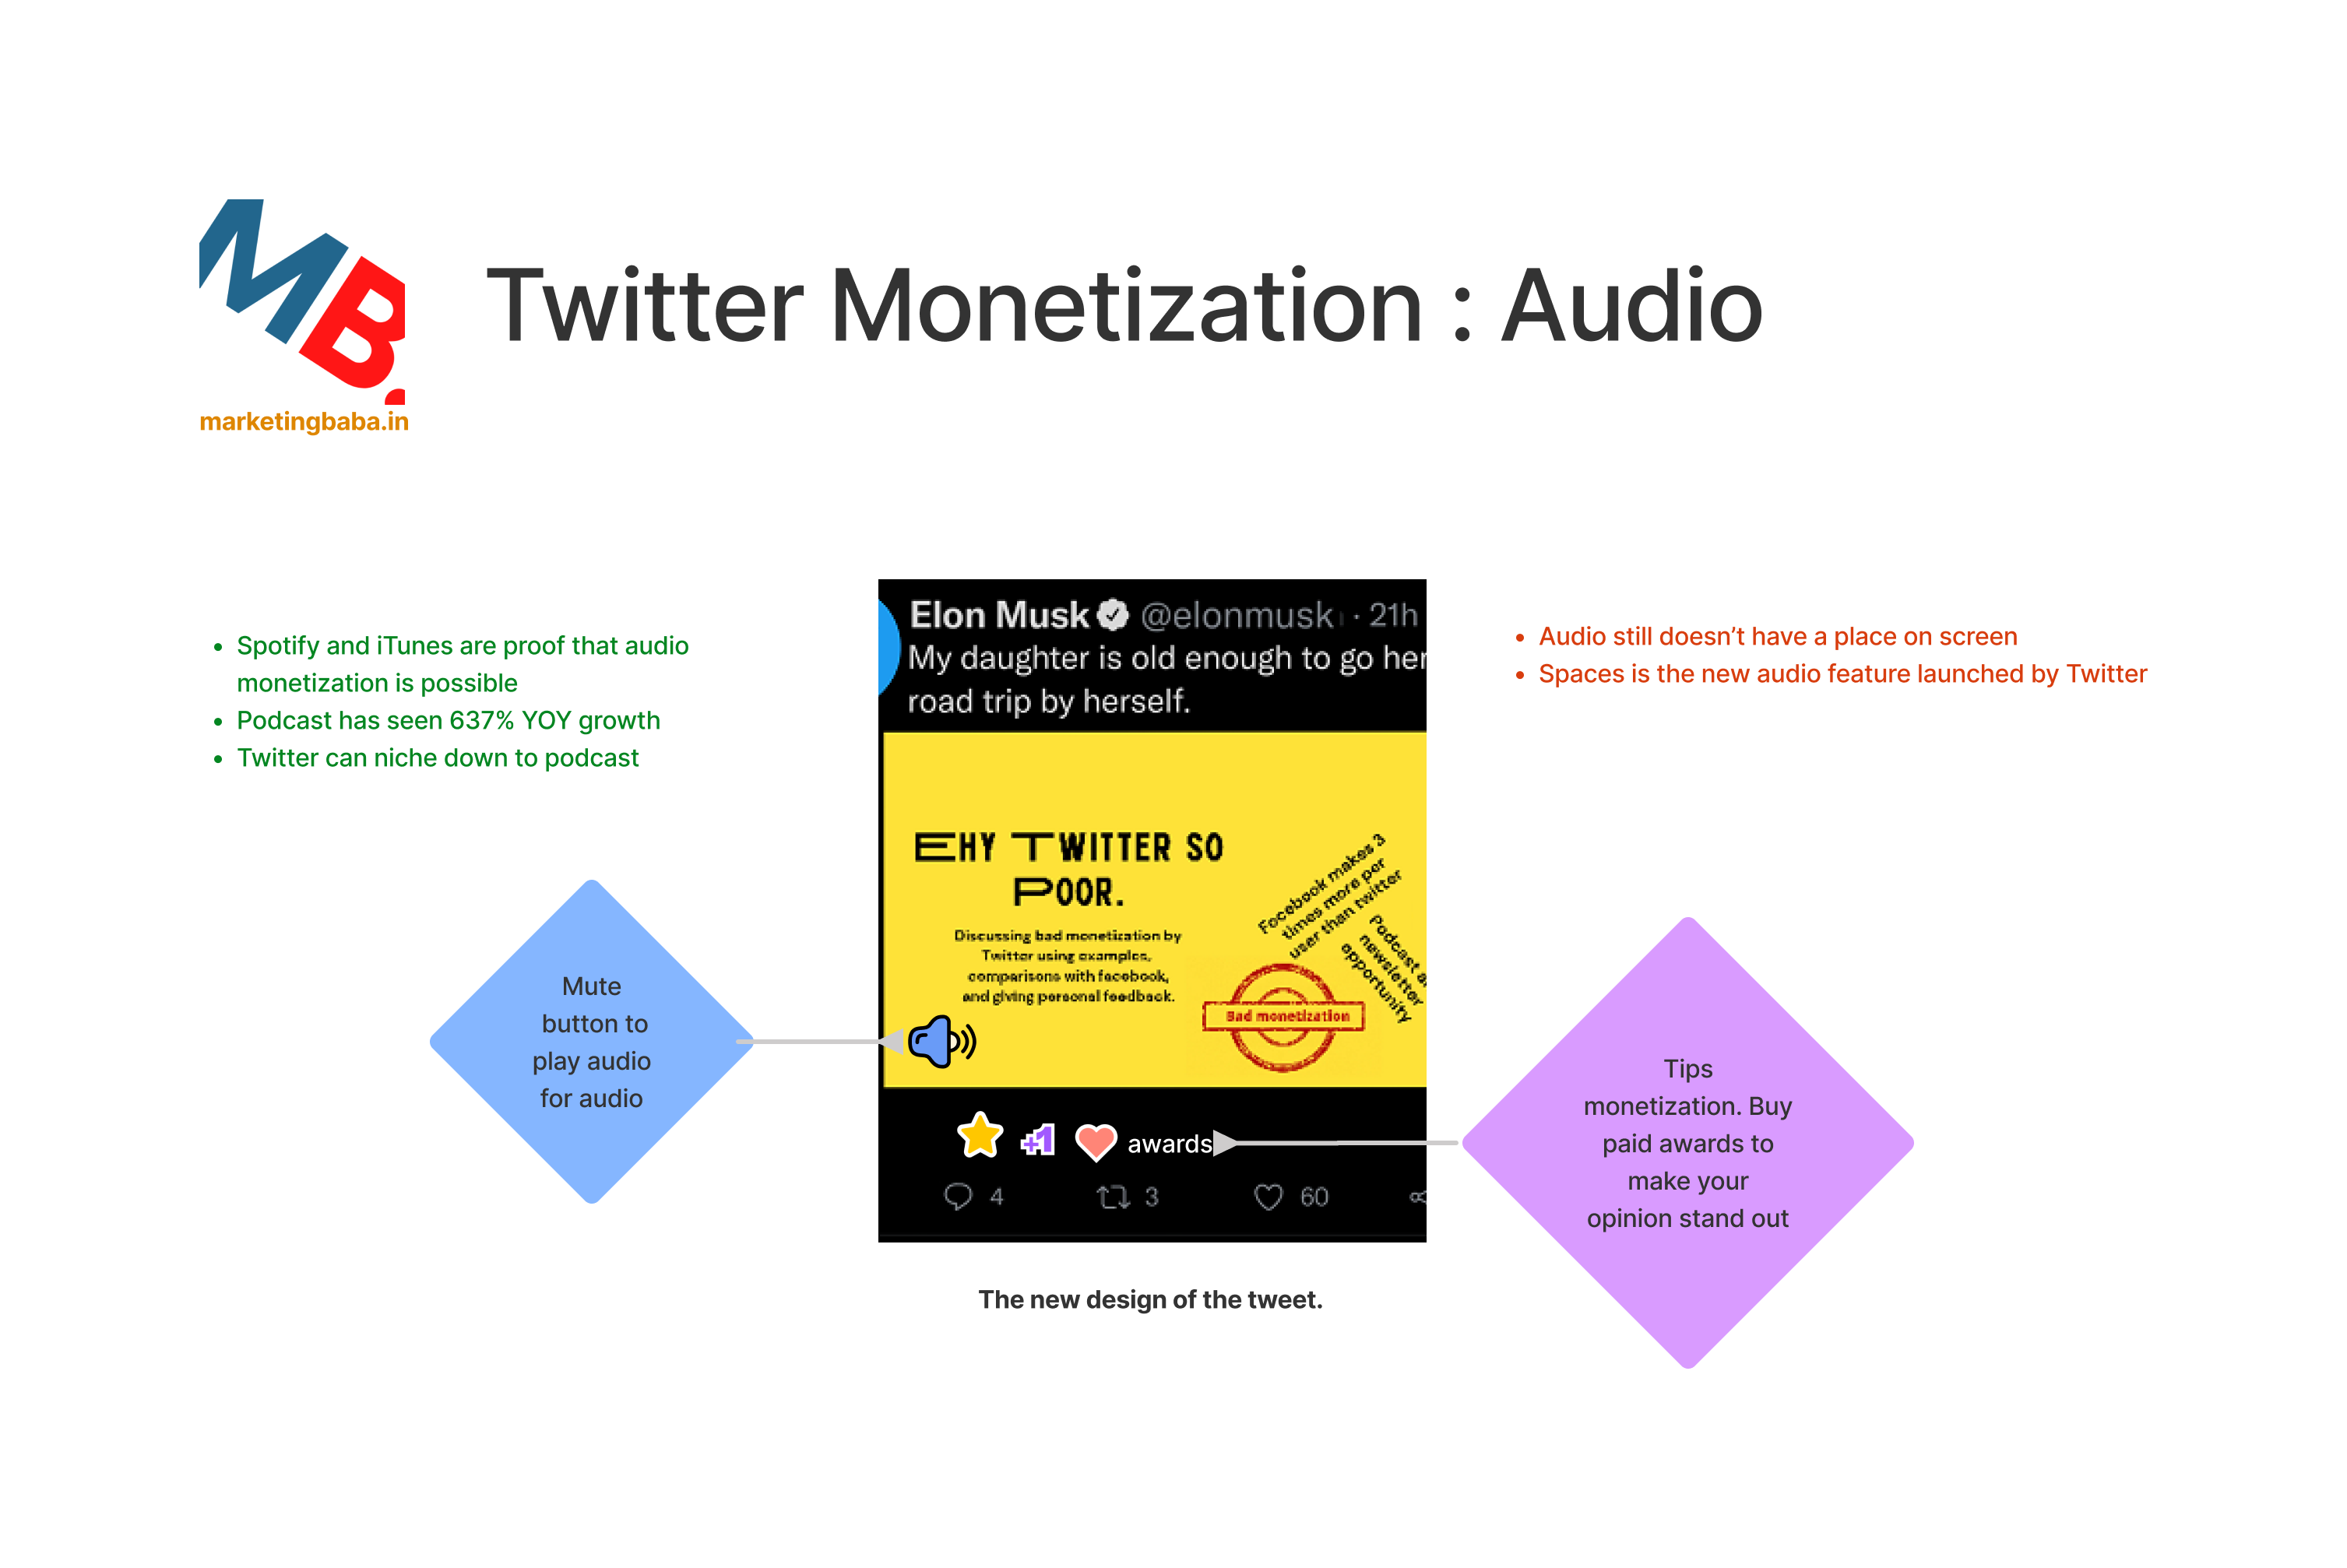 MB.
marketingbaba.in
Twitter Monetization : Audio
• Spotify and iTunes are proof that audio
monetization is possible
• Podcast has seen 637% YOY growth
• Twitter can niche down to podcast
Elon Musk @elonmusk · 21h
My daughter is old enough to go her
road trip by herself.
EHY TWITTER SO
POOR.
Discussing bad monetization by
Twitter using examples,
comparisons with facebook,
and giving personal feedback.
Facebook makes 3
times more per
user than twitter
Podcast a
newsletter
opportunity
Bad monetization
+1 awards
4 3 60
The new design of the tweet.
• Audio still doesn’t have a place on screen
• Spaces is the new audio feature launched by Twitter
Mute
button to
play audio
for audio
Tips
monetization. Buy
paid awards to
make your
opinion stand out